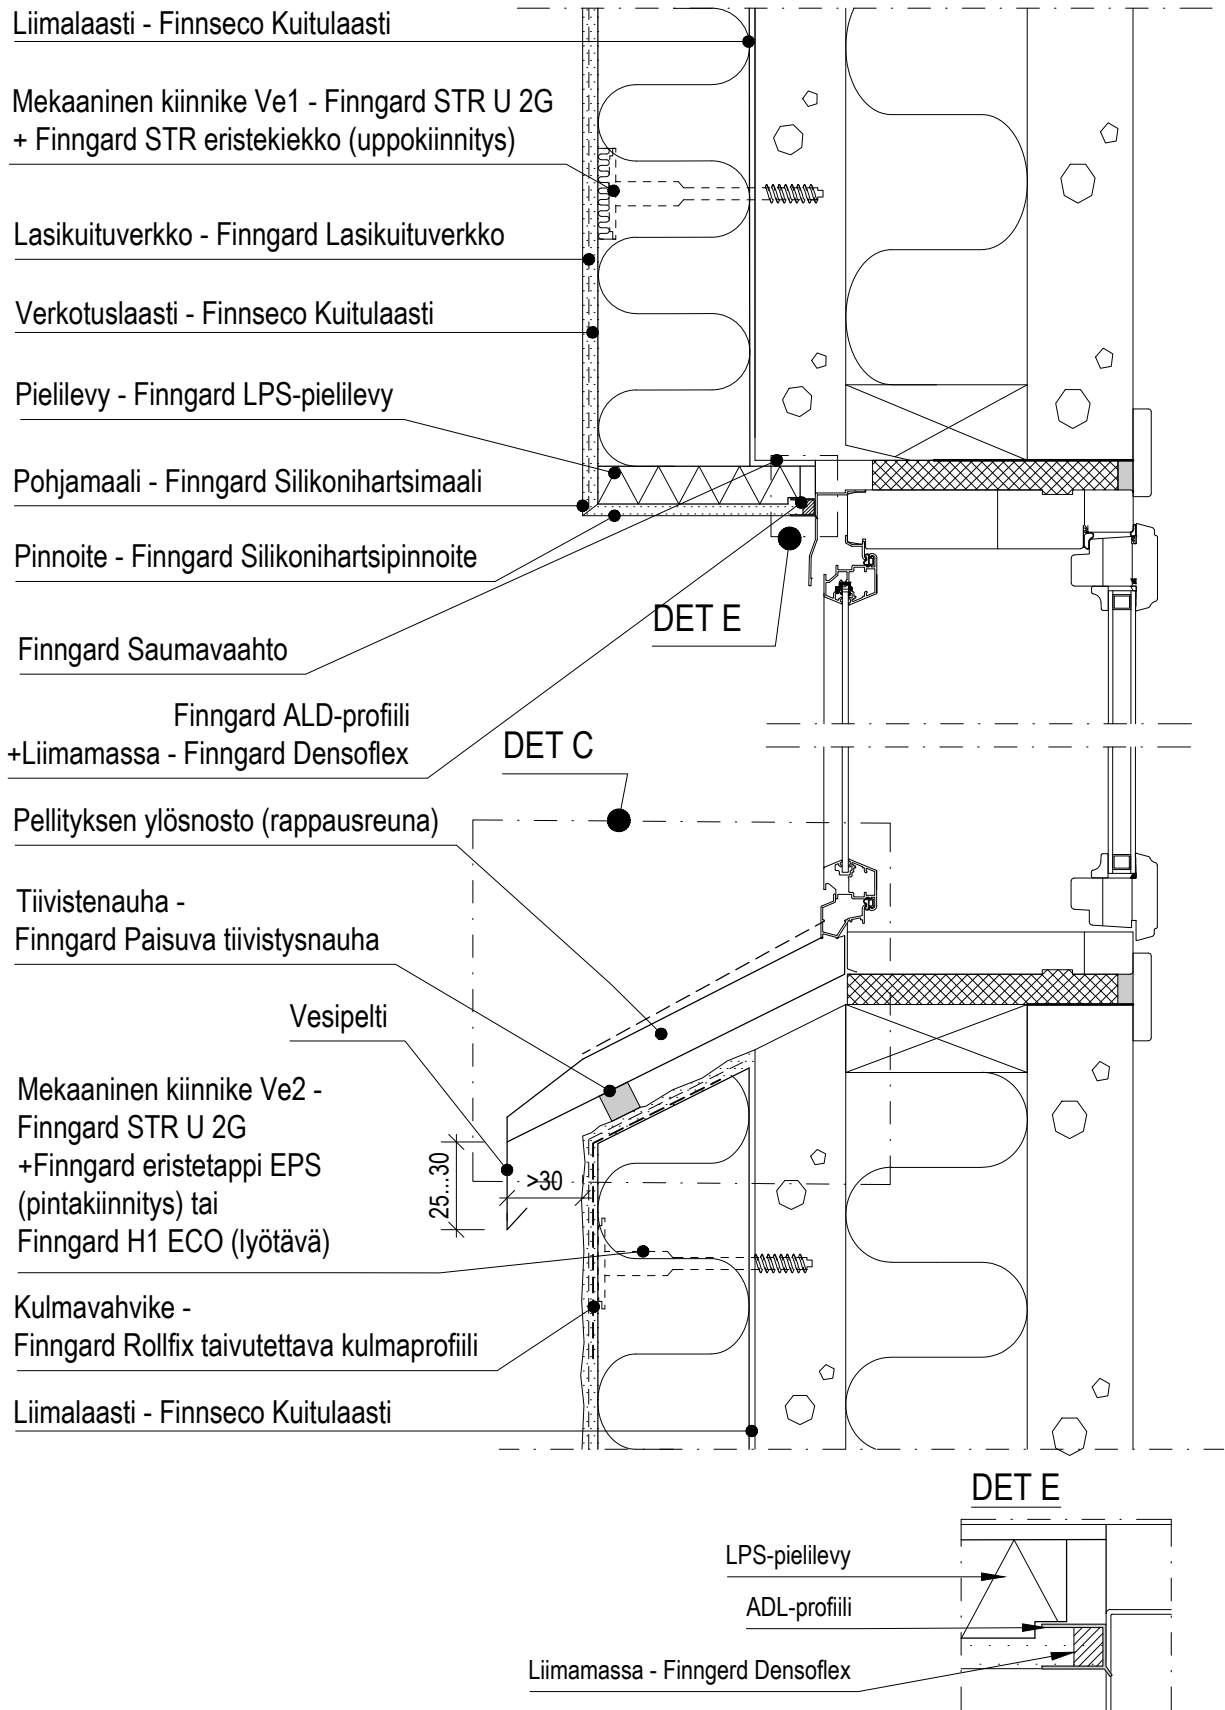 Liimalaasti - Finnseco Kuitulaasti
Mekaaninen kiinnike Ve1 - Finngard STR U 2G
+ Finngard STR eristekiekko (uppokiinnitys)
Lasikuituverkko - Finngard Lasikuituverkko
Verkotuslaasti - Finnseco Kuitulaasti
Pielilevy - Finngard LPS-pielilevy
Pohjamaali - Finngard Silikonihartsimaali
Pinnoite - Finngard Silikonihartsipinnoite
DET E
Finngard Saumavaahto
Finngard ALD-profiili
+Liimamassa - Finngard Densoflex
DET C
Pellityksen ylösnosto (rappausreuna)
Tiivistenauha -
Finngard Paisuva tiivistysnauha
Vesipelti
Mekaaninen kiinnike Ve2 -
Finngard STR U 2G
+Finngard eristetappi EPS
(pintakiinnitys) tai
Finngard H1 ECO (lyötävä)
25...30
>30
Kulmavahvike -
Finngard Rollfix taivutettava kulmaprofiili
Liimalaasti - Finnseco Kuitulaasti
DET E
LPS-pielilevy
ADL-profiili
Liimamassa - Finngerd Densoflex